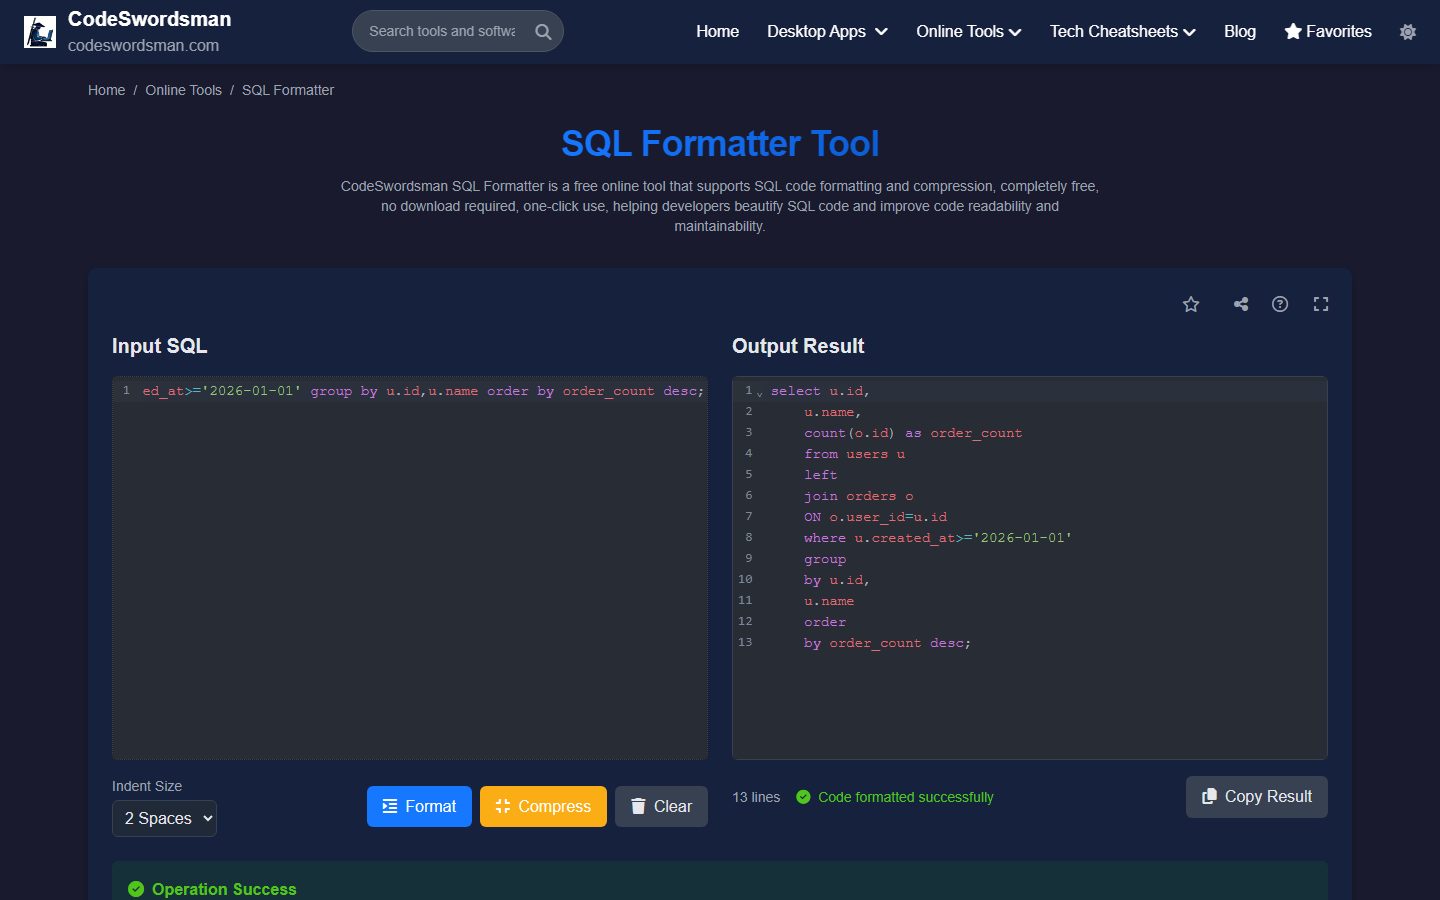 CodeSwordsman
codeswordsman.com
Search tools and softwa
Home
Desktop Apps
Online Tools
Tech Cheatsheets
Blog
Favorites
Home / Online Tools / SQL Formatter
SQL Formatter Tool
CodeSwordsman SQL Formatter is a free online tool that supports SQL code formatting and compression, completely free,
no download required, one-click use, helping developers beautify SQL code and improve code readability and
maintainability.
Input SQL
1 ed_at>='2026-01-01' group by u.id,u.name order by order_count desc;
Output Result
1 select u.id,
2 u.name,
3 count(o.id) as order_count
4 from users u
5 left
6 join orders o
7 ON o.user_id=u.id
8 where u.created_at>='2026-01-01'
9 group
10 by u.id,
11 u.name
12 order
13 by order_count desc;
Indent Size
2 Spaces
Format
Compress
Clear
13 lines
Code formatted successfully
Copy Result
Operation Success